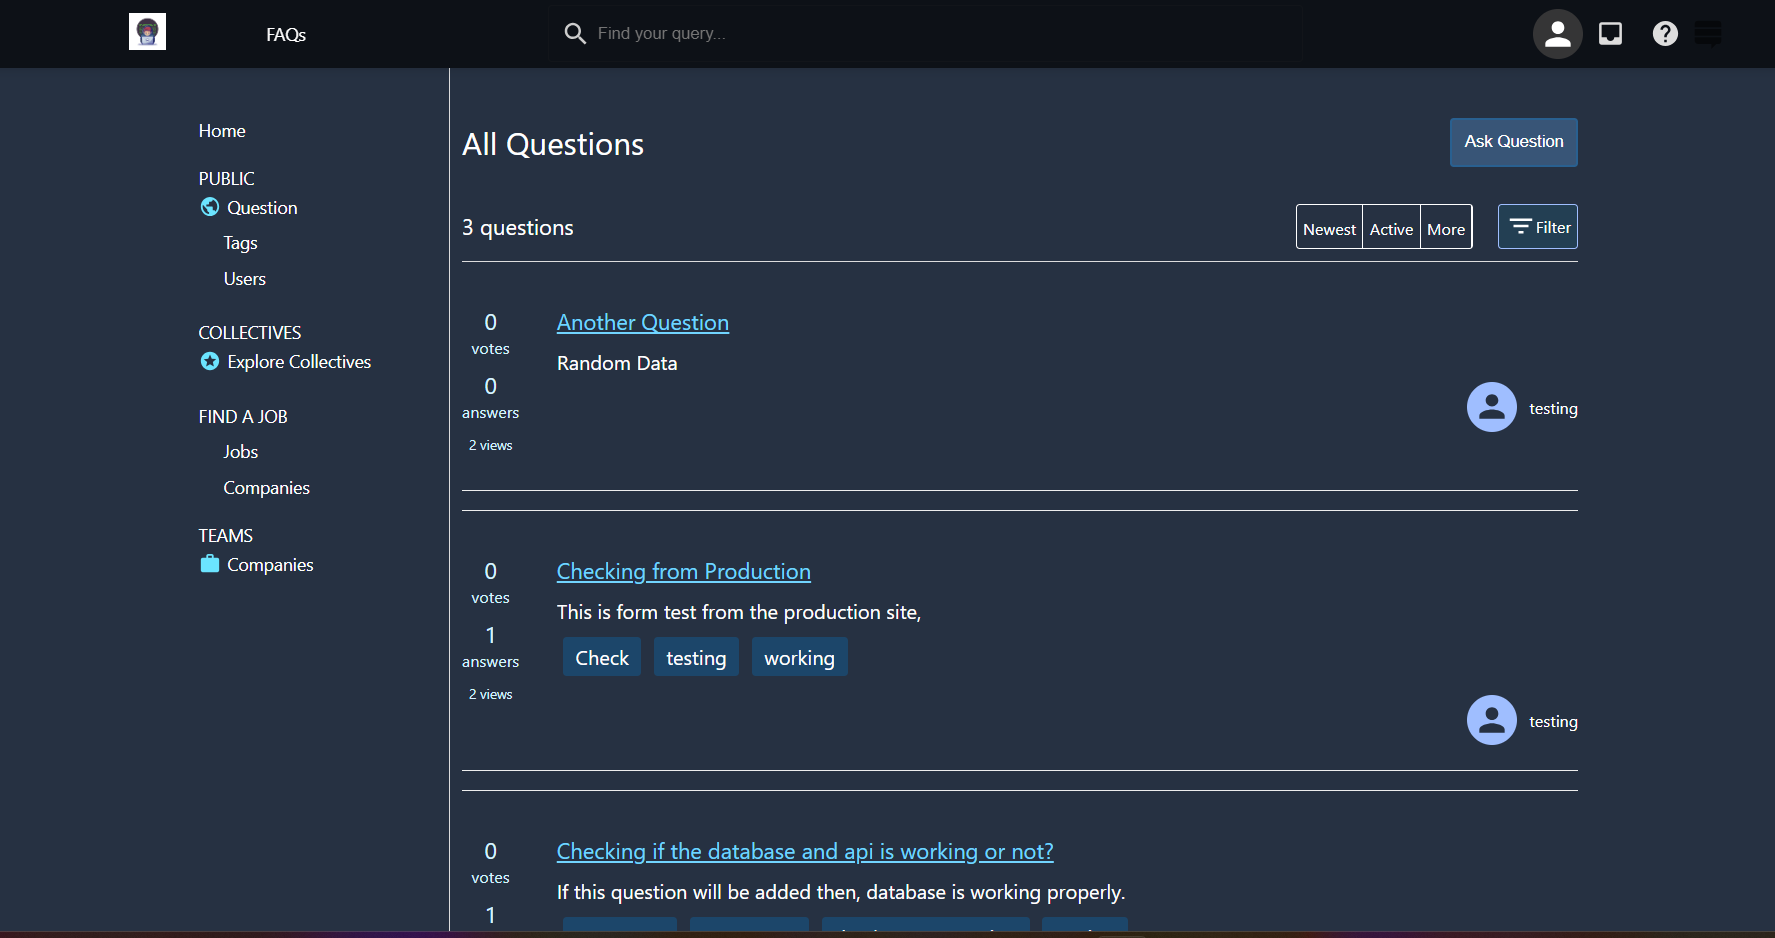 FAQs
Find your query...
Home
PUBLIC
Question
Tags
Users
COLLECTIVES
Explore Collectives
FIND A JOB
Jobs
Companies
TEAMS
Companies
All Questions
Ask Question
3 questions
Newest Active More
Filter
0
votes
0
answers
2 views
Another Question
Random Data
testing
0
votes
1
answers
2 views
Checking from Production
This is form test from the production site,
Check testing working
testing
0
votes
1
Checking if the database and api is working or not?
If this question will be added then, database is working properly.